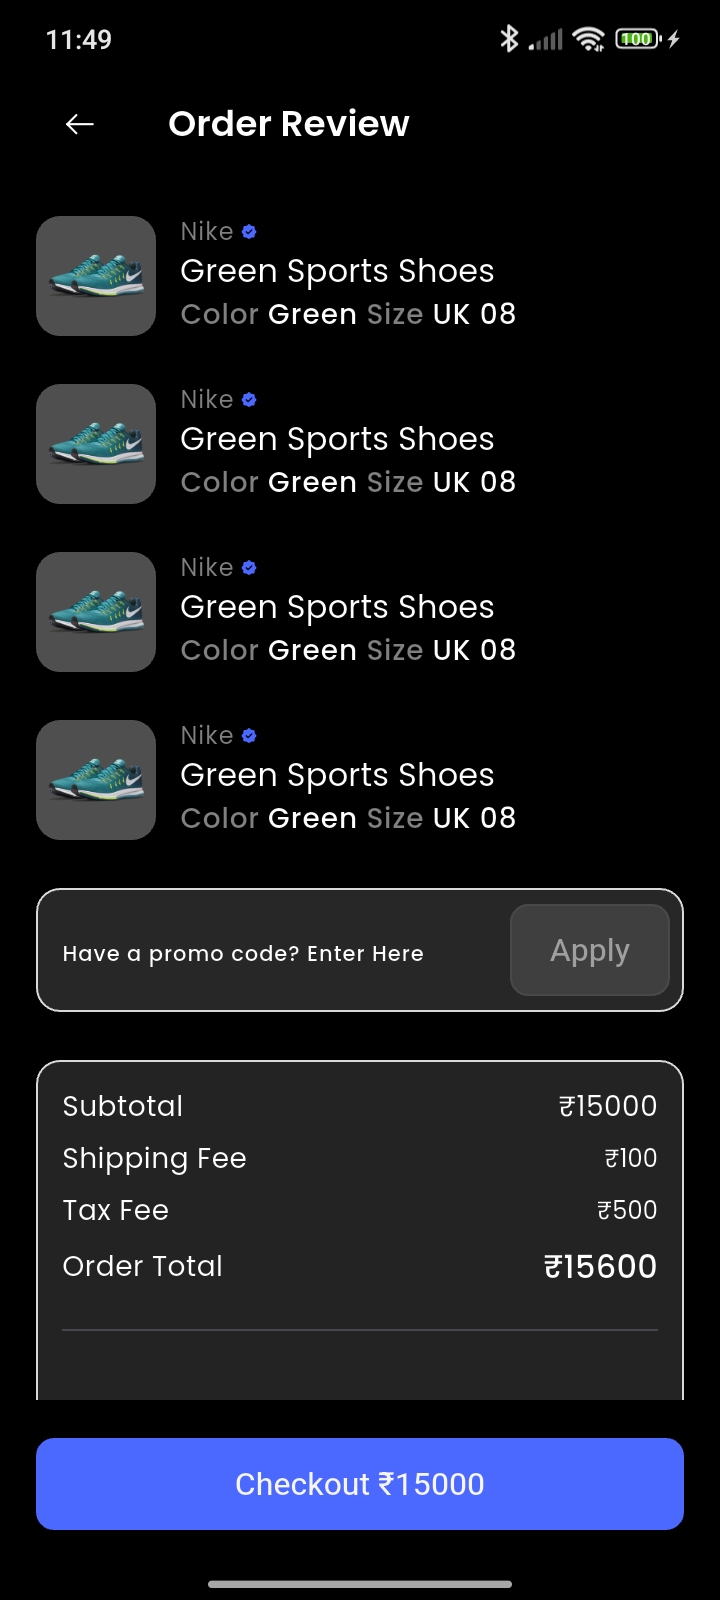 11:49
100
Order Review
Nike
Green Sports Shoes
Color Green Size UK 08
Nike
Green Sports Shoes
Color Green Size UK 08
Nike
Green Sports Shoes
Color Green Size UK 08
Nike
Green Sports Shoes
Color Green Size UK 08
Have a promo code? Enter Here Apply
Subtotal ₹15000
Shipping Fee ₹100
Tax Fee ₹500
Order Total ₹15600
Checkout ₹15000